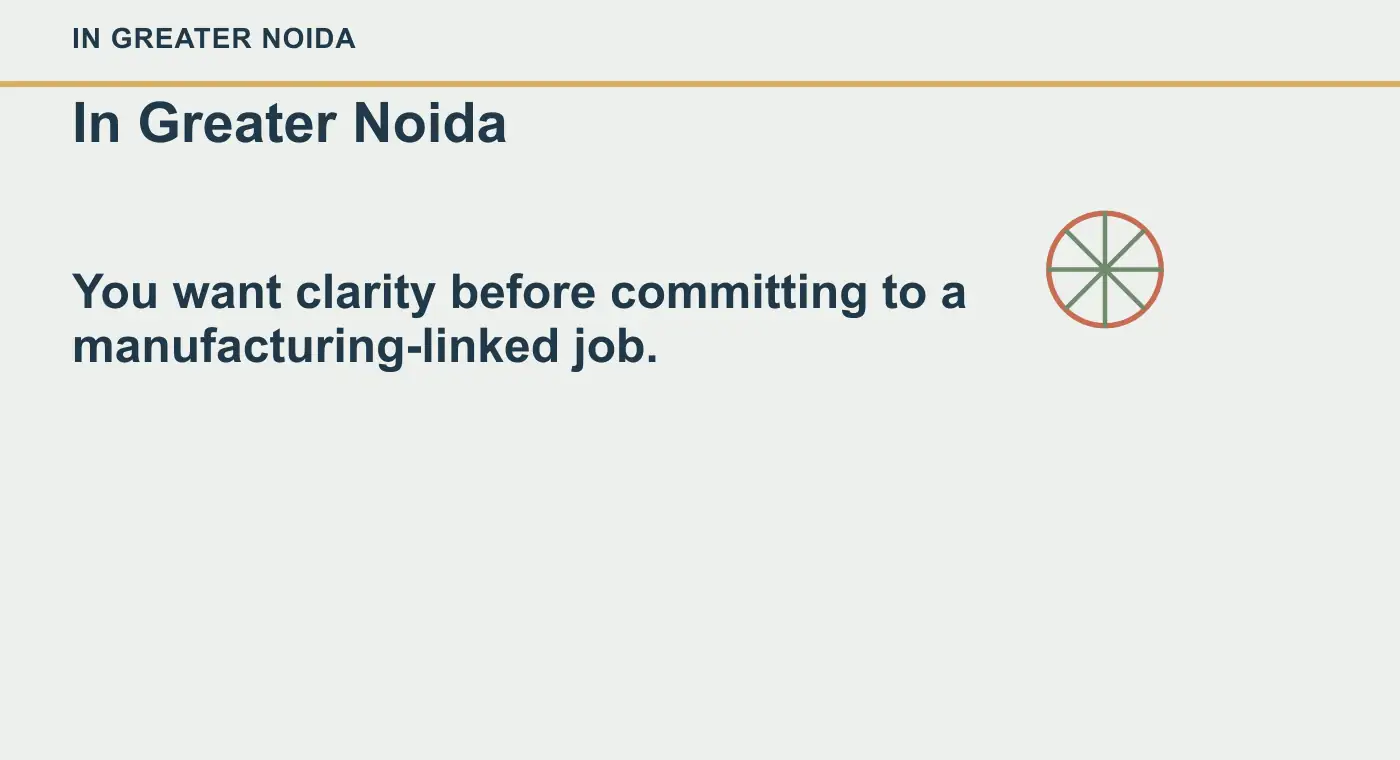 IN GREATER NOIDA
In Greater Noida
You want clarity before committing to a
manufacturing-linked job.